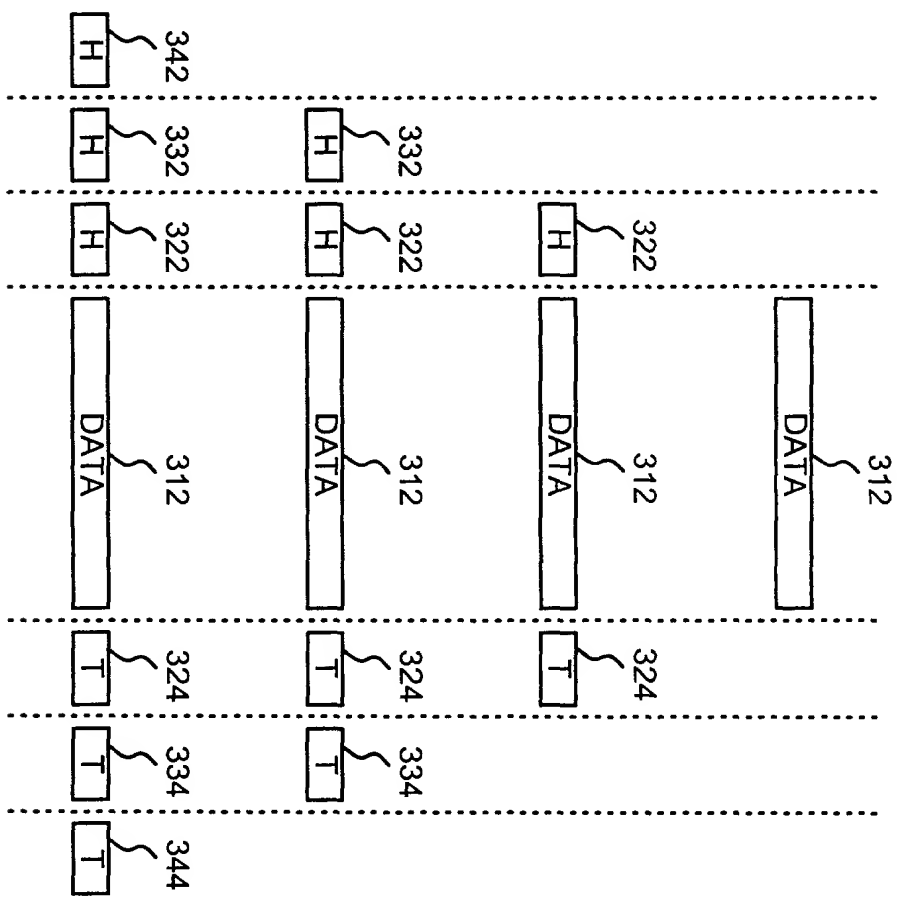 312
DATA
322 312 324
H DATA T
332 322 312 324 334
H H DATA T T
342 332 322 312 324 334 344
H H H DATA T T T